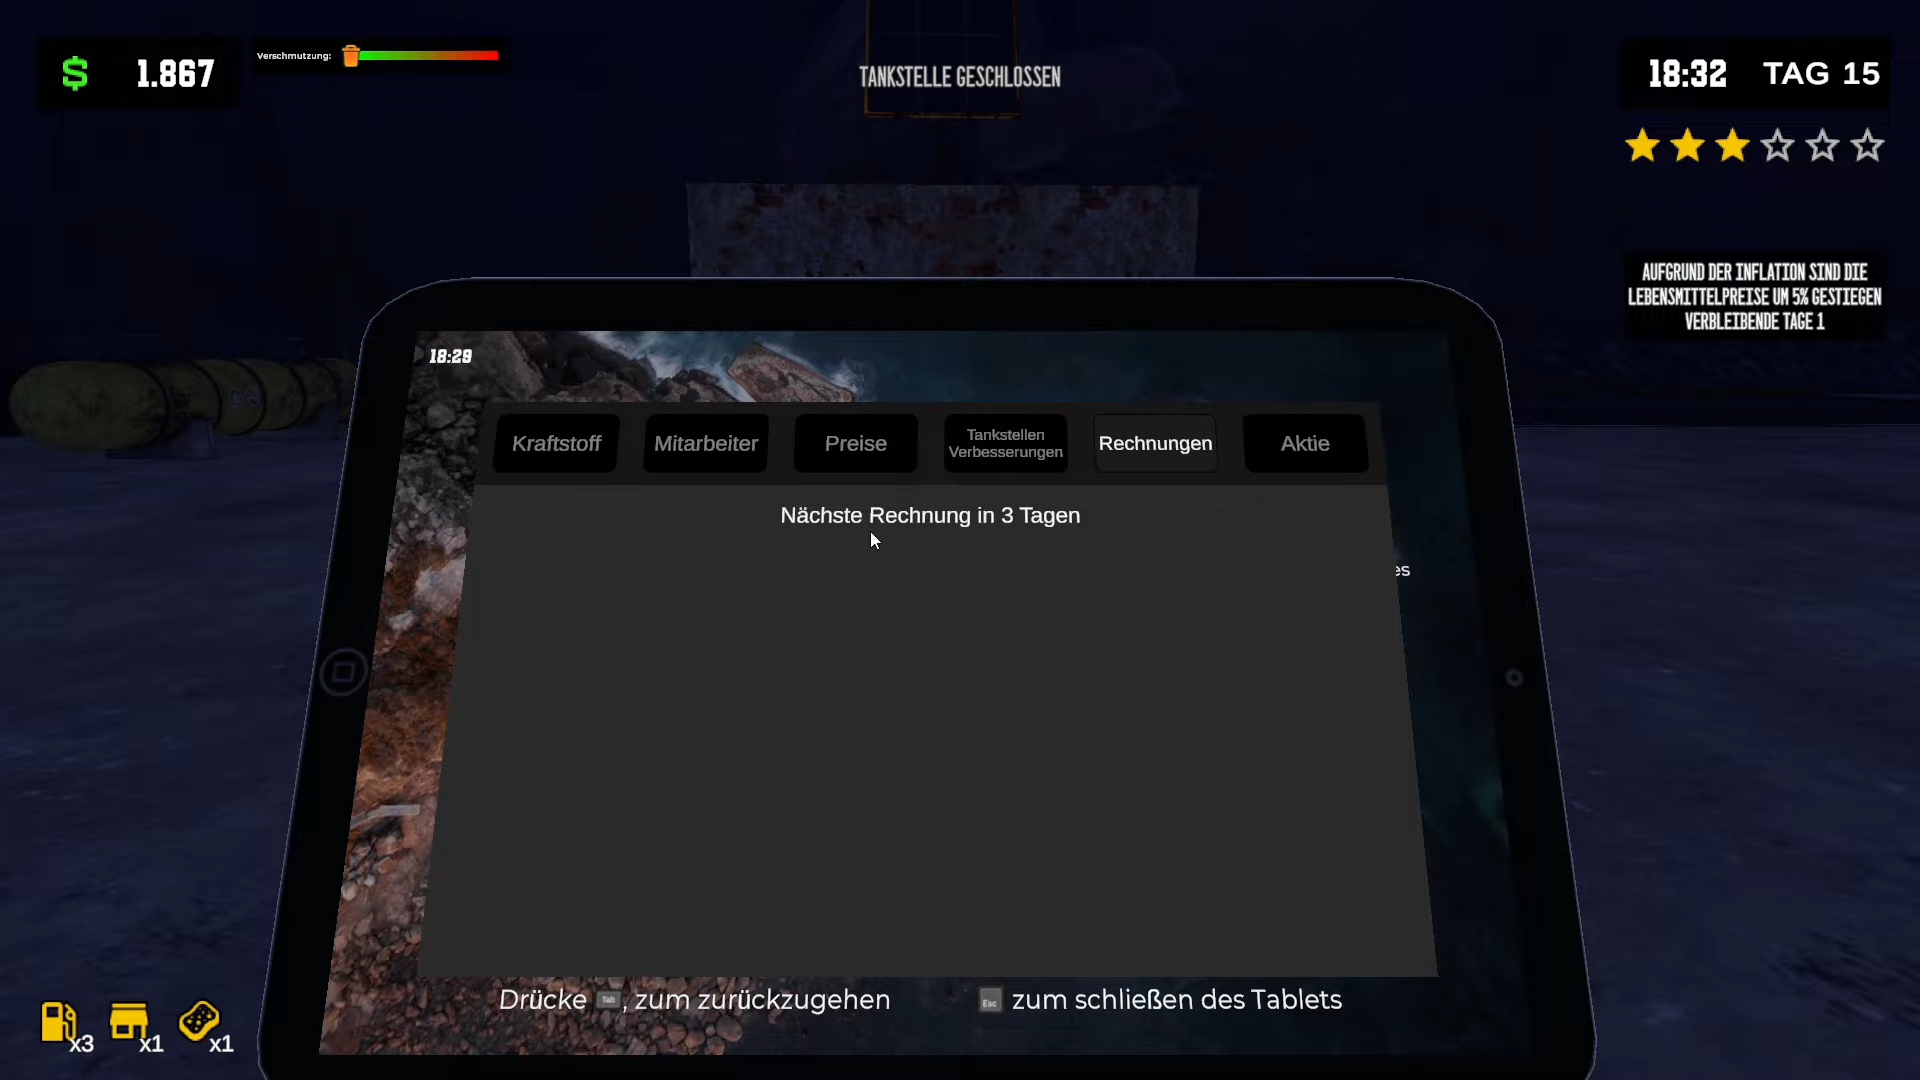 1.867
Verschmutzung:
TANKSTELLE GESCHLOSSEN
18:32 TAG 15
AUFGRUND DER INFLATION SIND DIE
LEBENSMITTELPREISE UM 5% GESTIEGEN
VERBLEIBENDE TAGE 1
18:29
Kraftstoff
Mitarbeiter
Preise
Tankstellen
Verbesserungen
Rechnungen
Aktie
Nächste Rechnung in 3 Tagen
es
Drücke Tab, zum zurückzugehen
Esc zum schließen des Tablets
x3
x1
x1